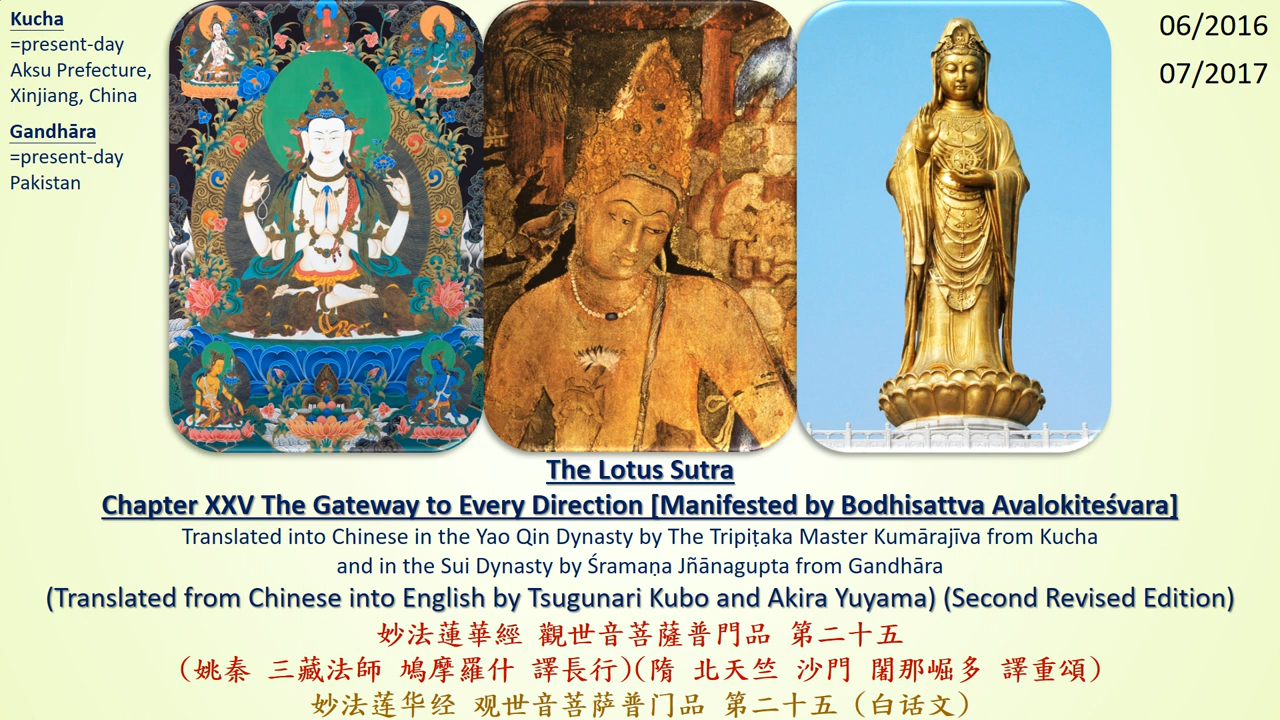 Kucha
=present-day
Aksu Prefecture,
Xinjiang, China
Gandhāra
=present-day
Pakistan
06/2016
07/2017
The Lotus Sutra
Chapter XXV The Gateway to Every Direction [Manifested by Bodhisattva Avalokiteśvara]
Translated into Chinese in the Yao Qin Dynasty by The Tripiṭaka Master Kumārajīva from Kucha
and in the Sui Dynasty by Śramaṇa Jñānagupta from Gandhāra
(Translated from Chinese into English by Tsugunari Kubo and Akira Yuyama) (Second Revised Edition)
妙法蓮華經 觀世音菩薩普門品 第二十五
(姚秦 三藏法師 鳩摩羅什 譯長行)(隋 北天竺 沙門 闍那崛多 譯重頌)
妙法莲华经 观世音菩萨普门品 第二十五 (白话文)